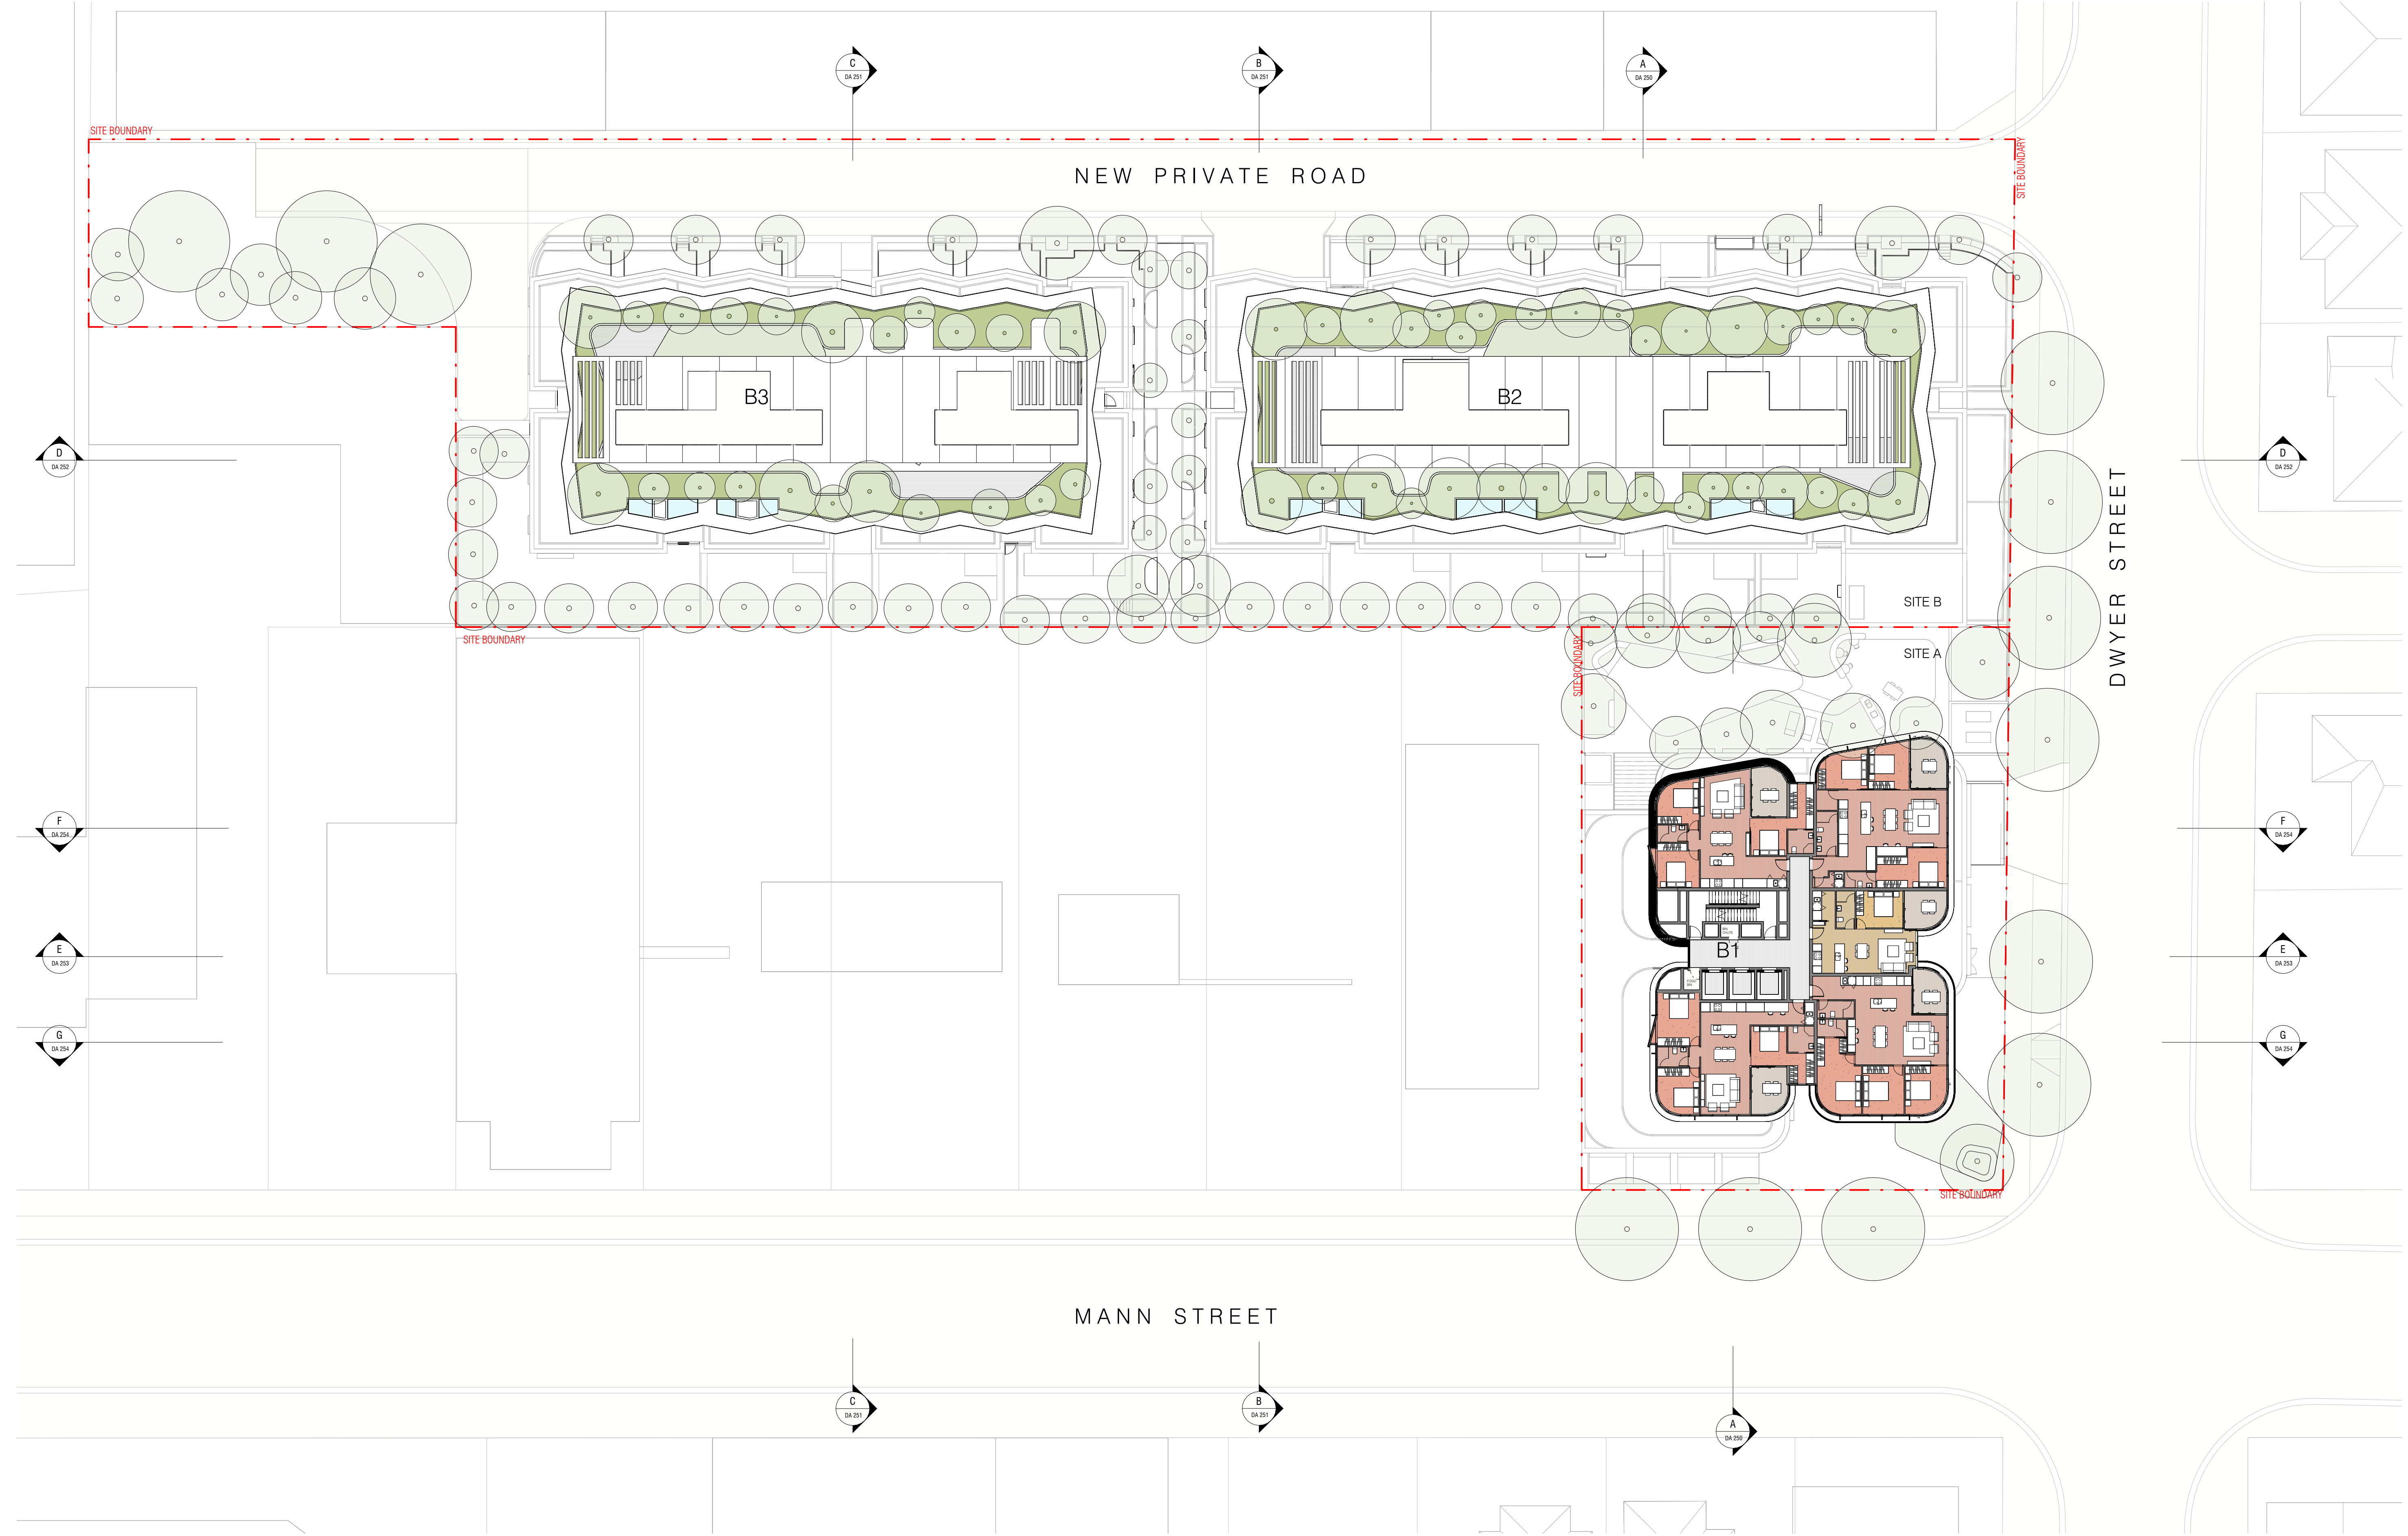 C
DA 251
B
DA 251
A
DA 250
SITE BOUNDARY
SITE BOUNDARY
NEW PRIVATE ROAD
B3
B2
D
DA 252
D
DA 252
DWYER STREET
SITE B
SITE BOUNDARY
SITE BOUNDARY
SITE A
F
DA 254
F
DA 254
B1
E
DA 253
E
DA 253
G
DA 254
G
DA 254
SITE BOUNDARY
MANN STREET
C
DA 251
B
DA 251
A
DA 250